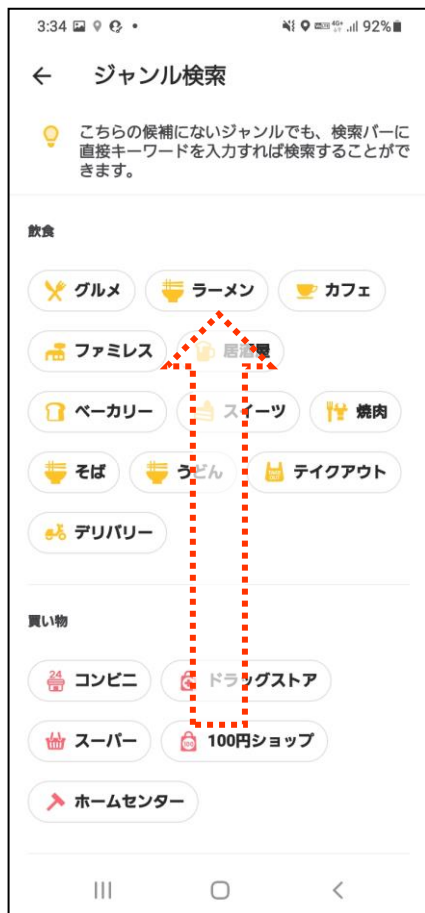 3:34
92%
ジャンル検索
こちらの候補にないジャンルでも、検索バーに
直接キーワードを入力すれば検索することがで
きます。
飲食
グルメ
ラーメン
カフェ
ファミレス
居酒屋
ベーカリー
スイーツ
焼肉
そば
うどん
テイクアウト
デリバリー
買い物
24
コンビニ
ドラッグストア
スーパー
100
100円ショップ
ホームセンター